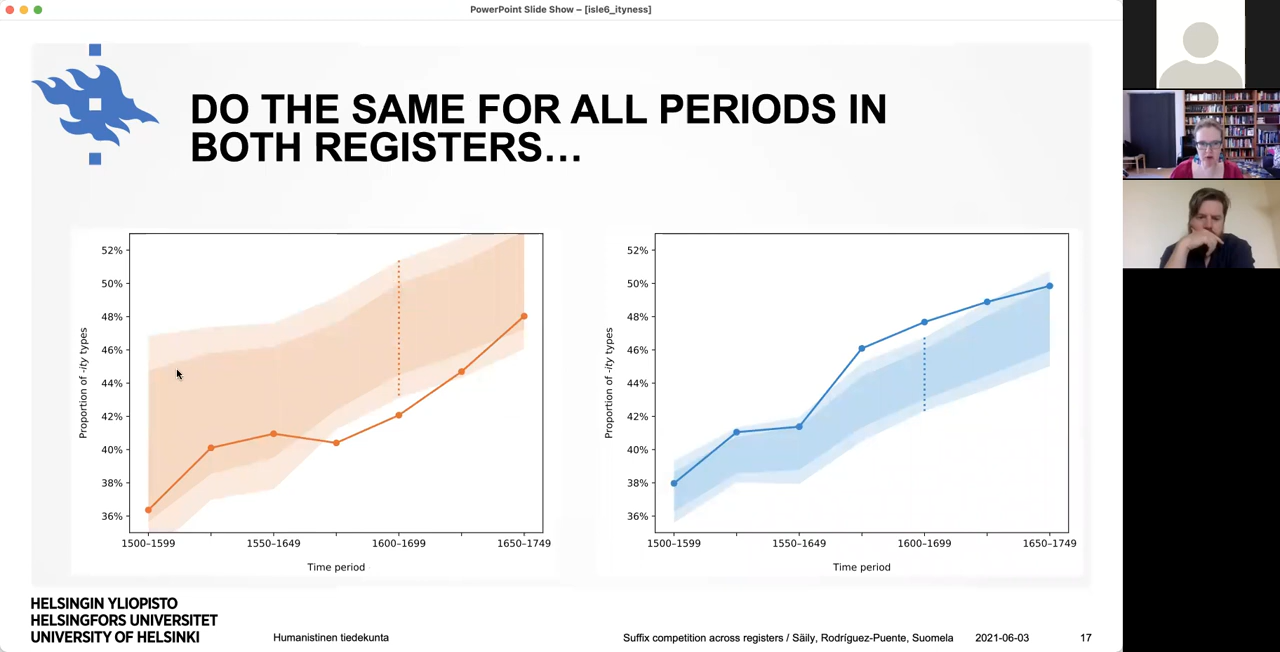 PowerPoint Slide Show – [isle6_ityness]
DO THE SAME FOR ALL PERIODS IN
BOTH REGISTERS…
52%
50%
48%
46%
44%
42%
40%
38%
36%
Proportion of -ity types
1500–1599
1550–1649
1600–1699
1650–1749
Time period
52%
50%
48%
46%
44%
42%
40%
38%
36%
Proportion of -ity types
1500–1599
1550–1649
1600–1699
1650–1749
Time period
HELSINGIN YLIOPISTO
HELSINGFORS UNIVERSITET
UNIVERSITY OF HELSINKI
Humanistinen tiedekunta
Suffix competition across registers / Säily, Rodríguez-Puente, Suomela
2021-06-03
17